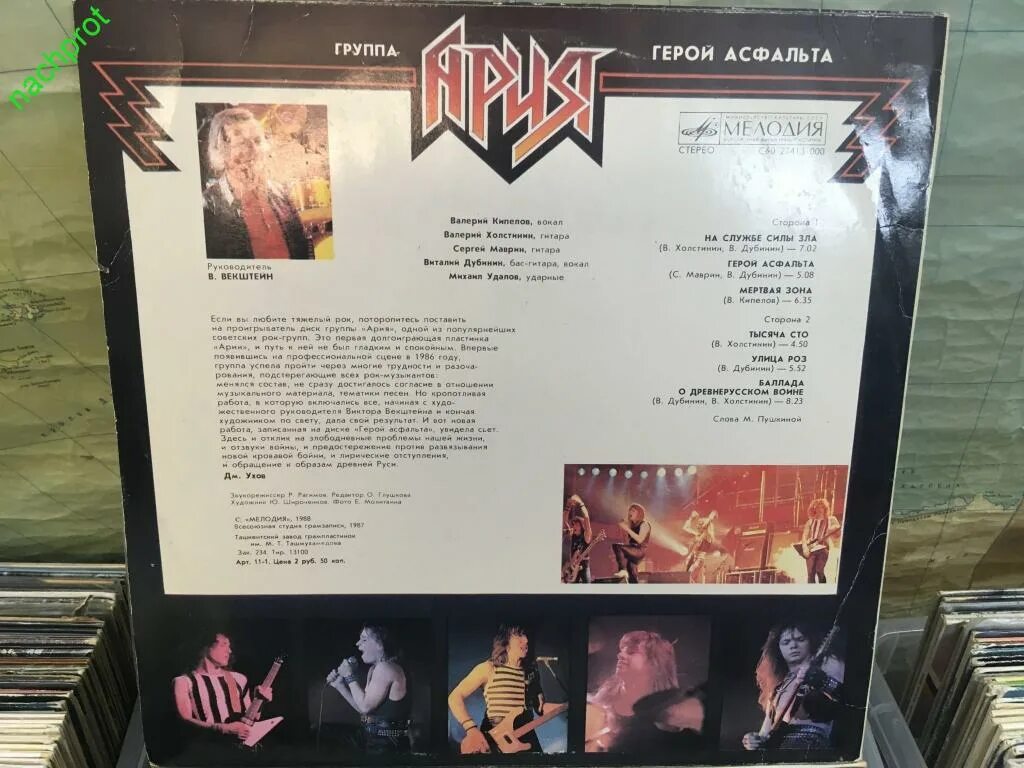 nachprot
ГРУППА
АРИЯ
ГЕРОЙ АСФАЛЬТА
МЕЛОДИЯ
СТЕРЕО
С60 27413 000
Руководитель
В. ВЕКШТЕЙН
Валерий Кипелов, вокал
Валерий Холстинин, гитара
Сергей Маврин, гитара
Виталий Дубинин, бас-гитара, вокал
Михаил Удалов, ударные
Сторона 1
НА СЛУЖБЕ СИЛЫ ЗЛА
(В. Холстинин, В. Дубинин) — 7.02
ГЕРОЙ АСФАЛЬТА
(С. Маврин, В. Дубинин) — 5.08
МЕРТВАЯ ЗОНА
(В. Кипелов) — 6.35
Сторона 2
ТЫСЯЧА СТО
(В. Холстинин) — 4.50
УЛИЦА РОЗ
(В. Дубинин) — 5.52
БАЛЛАДА
О ДРЕВНЕРУССКОМ ВОИНЕ
(В. Дубинин, В. Холстинин) — 8.23
Слова М. Пушкиной
Если вы любите тяжелый рок, поторопитесь поставить
на проигрыватель диск группы «Ария», одной из популярнейших
советских рок-групп. Это первая долгоиграющая пластинка
«Арии», и путь к ней не был гладким и спокойным. Впервые
появившись на профессиональной сцене в 1986 году,
группа успела пройти через многие трудности и разоча-
рования, подстерегающие всех рок-музыкантов:
менялся состав, не сразу достигалось согласие в отношении
музыкального материала, тематики песен. Но кропотливая
работа, в которую включались все, начиная с худо-
жественного руководителя Виктора Векштейна и кончая
художником по свету, дала свой результат. И вот новая
работа, записанная на диске «Герой асфальта», увидела свет.
Здесь и отклик на злободневные проблемы нашей жизни,
и отзвуки войны, и предостережение против развязывания
новой кровавой бойни, и лирические отступления,
и обращение к образам древней Руси.
Дм. Ухов
Звукорежиссер Р. Рагимов. Редактор О. Глушкова
Художник Ю. Широченков. Фото Е. Молиткина
С. «МЕЛОДИЯ», 1988
Всесоюзная студия грамзаписи, 1987
Ташкентский завод грампластинок
им. М. Т. Ташмухамедова
Зак. 234. Тир. 13100
Арт. 11-1. Цена 2 руб. 50 коп.